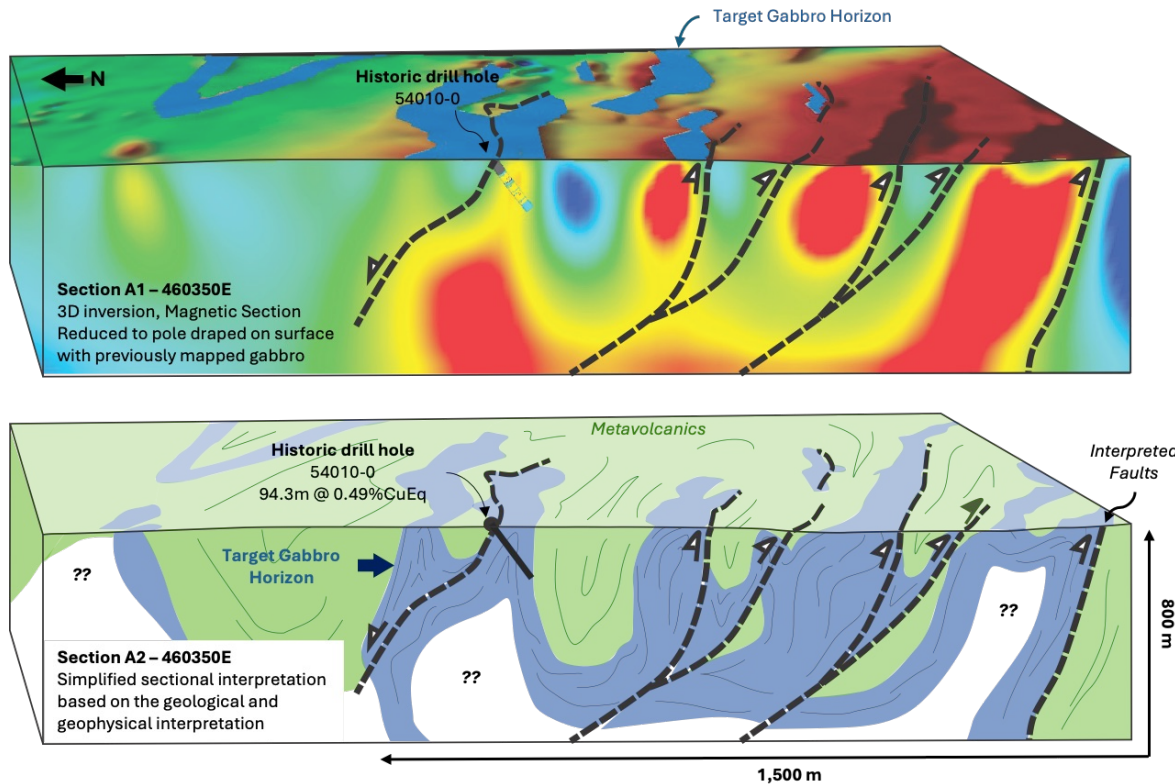 Target Gabbro Horizon
N
Historic drill hole
54010-0
Section A1 – 460350E
3D inversion, Magnetic Section
Reduced to pole draped on surface
with previously mapped gabbro
Metavolcanics
Historic drill hole
54010-0
94.3m @ 0.49%CuEq
Interpreted
Faults
Target Gabbro
Horizon
??
??
??
Section A2 – 460350E
Simplified sectional interpretation
based on the geological and
geophysical interpretation
800 m
1,500 m